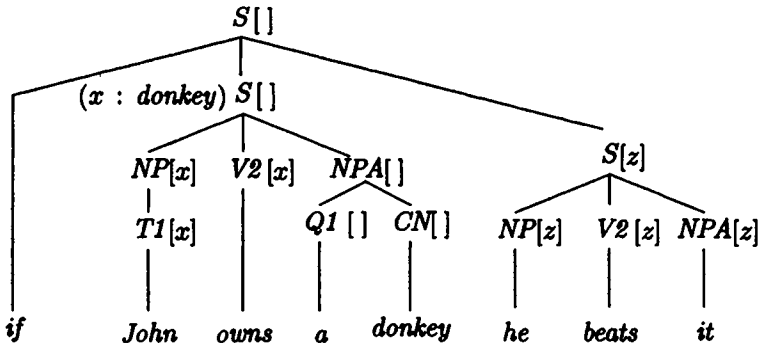 S[ ]
(x : donkey) S[ ]
S[z]
NP[x] V2[x] NPA[ ]
T1[x] Q1[ ] CN[ ] NP[z] V2[z] NPA[z]
if John owns a donkey he beats it